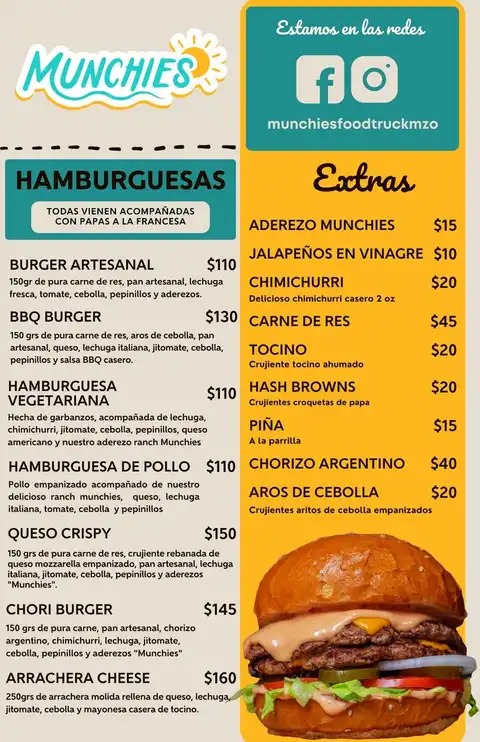 MUNCHIES
HAMBURGUESAS
TODAS VIENEN ACOMPAÑADAS
CON PAPAS A LA FRANCESA
BURGER ARTESANAL $110
150gr de pura carne de res, pan artesanal, lechuga
fresca, tomate, cebolla, pepinillos y aderezos.
BBQ BURGER $130
150 grs de pura carne de res, aros de cebolla, pan
artesanal, queso, lechuga italiana, jitomate, cebolla,
pepinillos y salsa BBQ casero.
HAMBURGUESA
VEGETARIANA $110
Hecha de garbanzos, acompañada de lechuga,
chimichurri, jitomate, cebolla, pepinillos, queso
americano y nuestro aderezo ranch Munchies
HAMBURGUESA DE POLLO $110
Pollo empanizado acompañado de nuestro
delicioso ranch munchies, queso, lechuga
italiana, tomate, cebolla y pepinillos
QUESO CRISPY $150
150 grs de pura carne de res, crujiente rebanada de
queso mozzarella empanizado, pan artesanal, lechuga
italiana, jitomate, cebolla, pepinillos y aderezos
"Munchies".
CHORI BURGER $145
150 grs de pura carne, pan artesanal, chorizo
argentino, chimichurri, lechuga, jitomate,
cebolla, pepinillos y aderezos "Munchies"
ARRACHERA CHEESE $160
250grs de arrachera molida rellena de queso, lechuga,
jitomate, cebolla y mayonesa casera de tocino.
Estamos en las redes
munchiesfoodtruckmzo
Extras
ADEREZO MUNCHIES $15
JALAPEÑOS EN VINAGRE $10
CHIMICHURRI $20
Delicioso chimichurri casero 2 oz
CARNE DE RES $45
TOCINO $20
Crujiente tocino ahumado
HASH BROWNS $20
Crujientes croquetas de papa
PIÑA $15
A la parrilla
CHORIZO ARGENTINO $40
AROS DE CEBOLLA $20
Crujientes aritos de cebolla empanizados